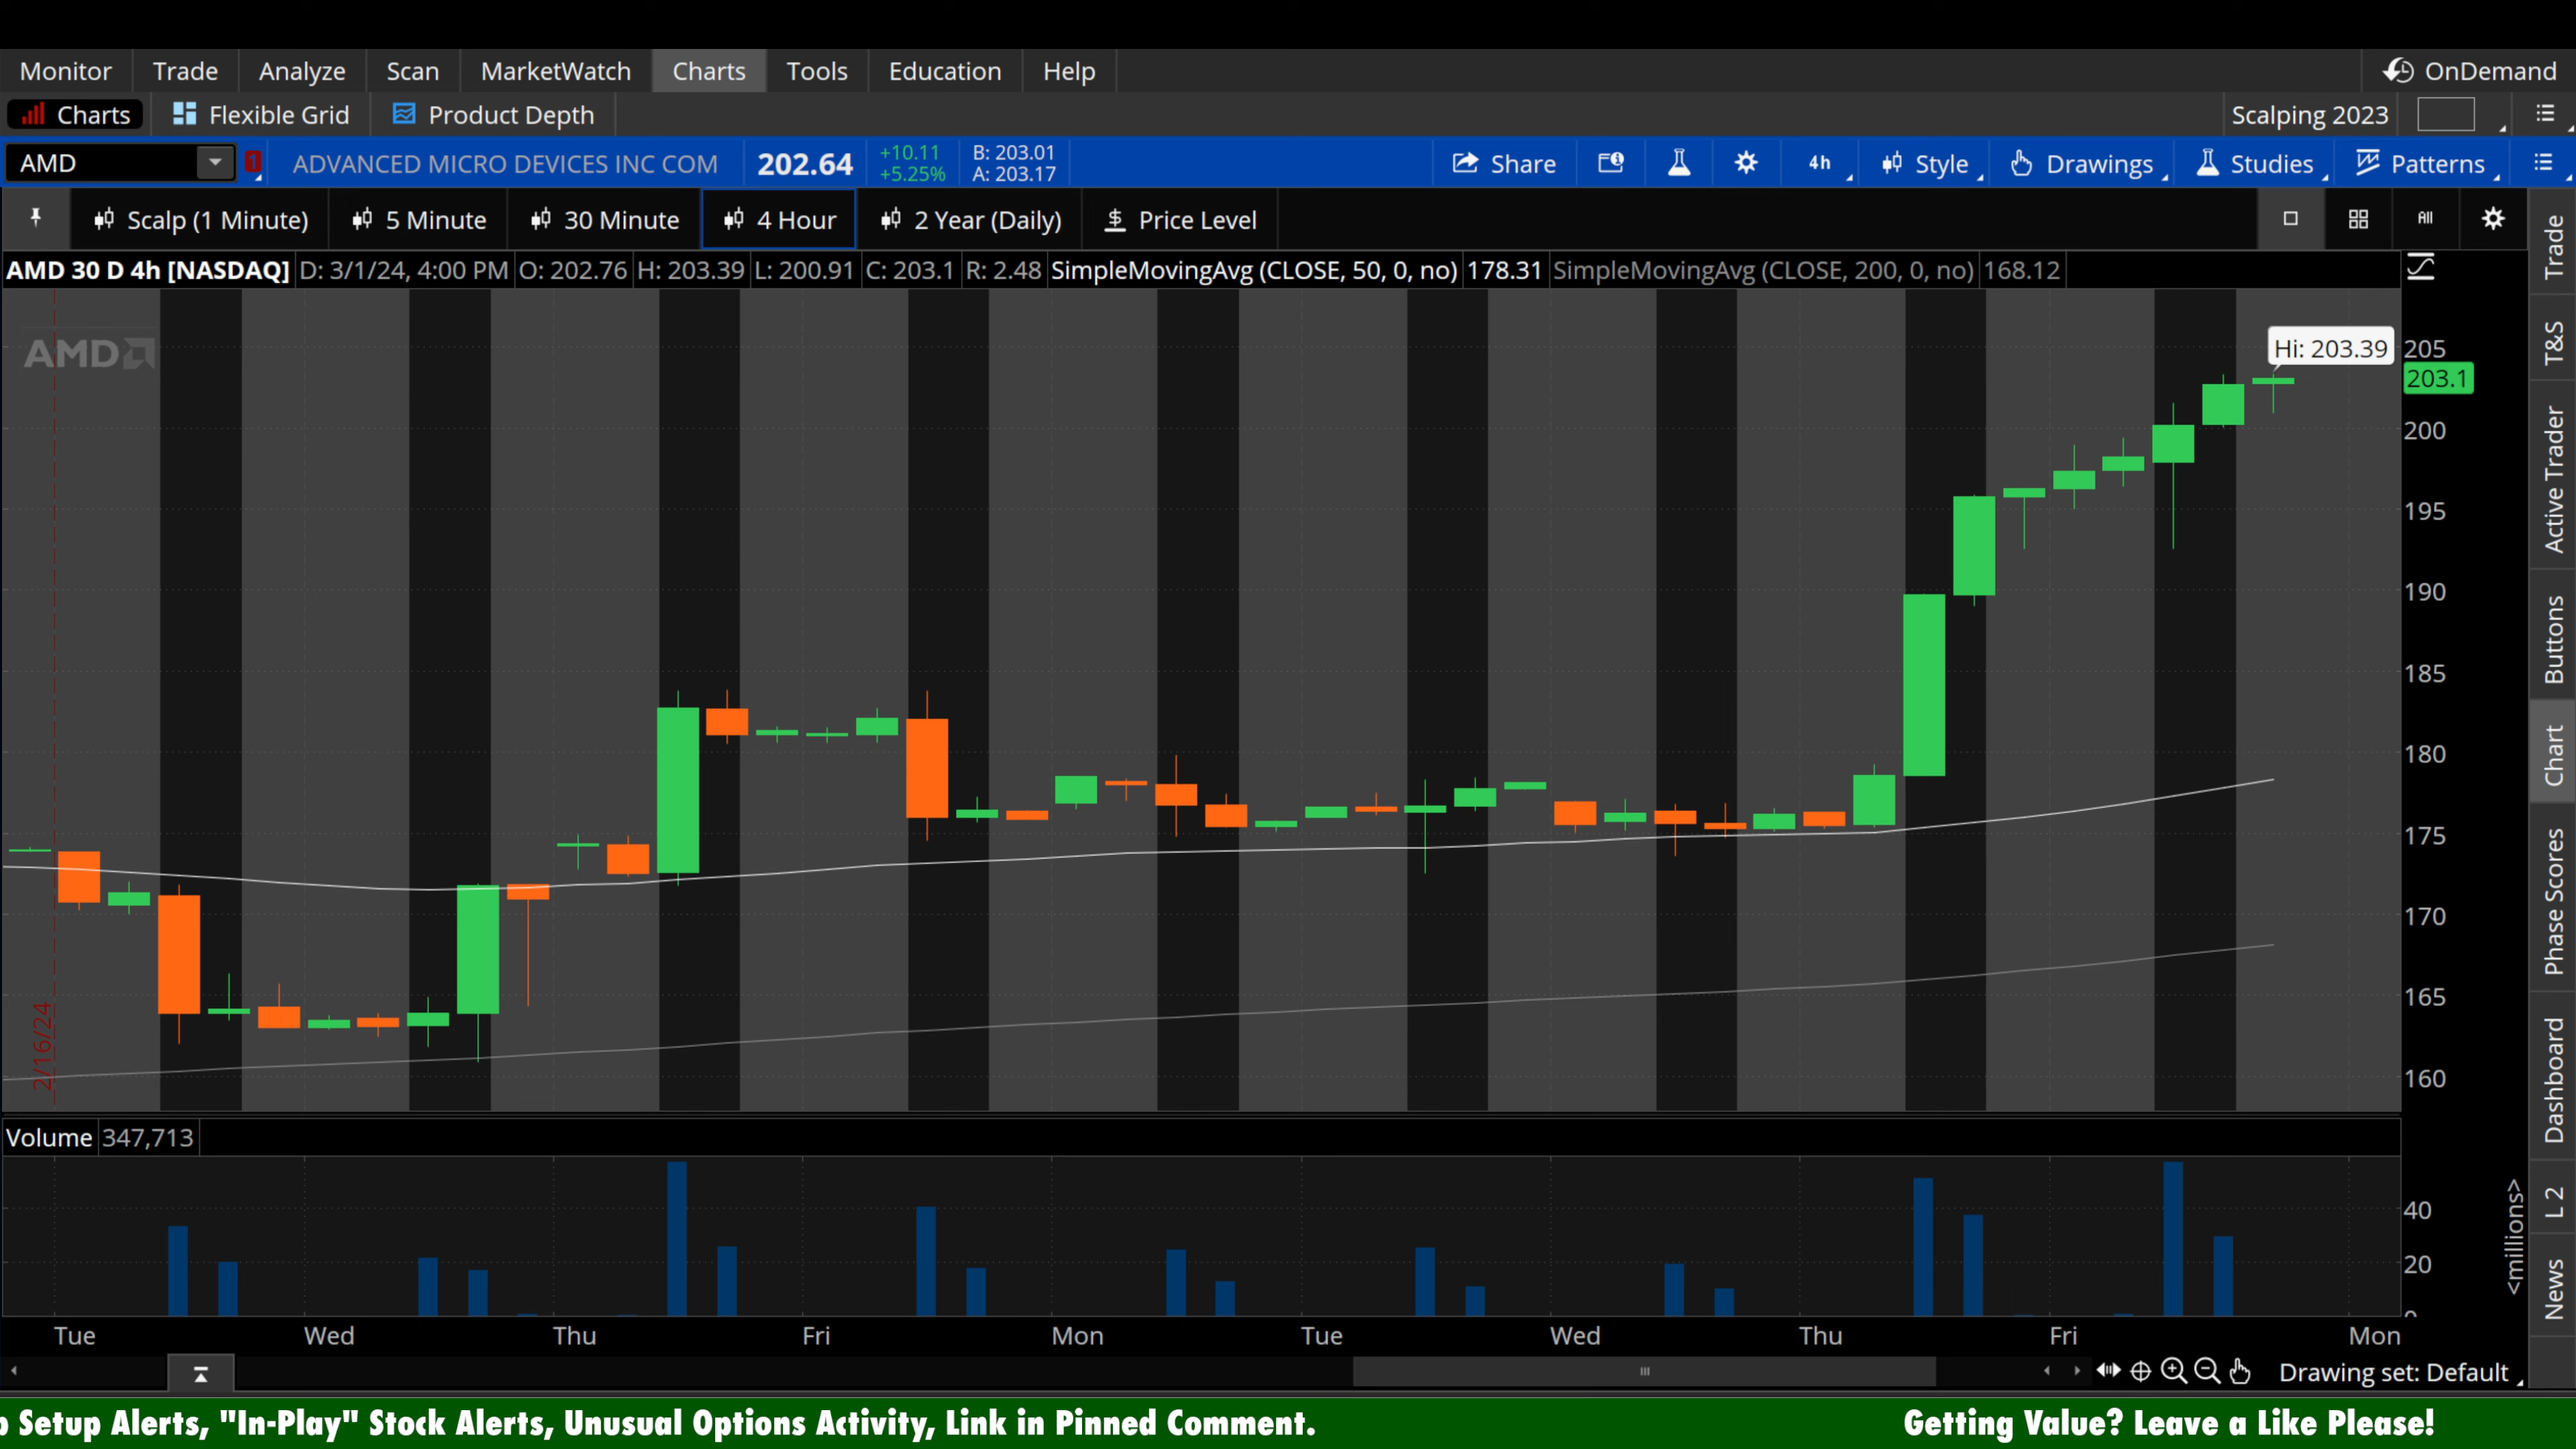 Monitor Trade Analyze Scan MarketWatch Charts Tools Education Help OnDemand
Charts Flexible Grid Product Depth Scalping 2023
AMD 1 ADVANCED MICRO DEVICES INC COM 202.64 +10.11 B: 203.01 Share 4h Style Drawings Studies Patterns
+5.25% A: 203.17
Scalp (1 Minute) 5 Minute 30 Minute 4 Hour 2 Year (Daily) $ Price Level All
AMD 30 D 4h [NASDAQ] D: 3/1/24, 4:00 PM O: 202.76 H: 203.39 L: 200.91 C: 203.1 R: 2.48 SimpleMovingAvg (CLOSE, 50, 0, no) 178.31 SimpleMovingAvg (CLOSE, 200, 0, no) 168.12
AMD
Hi: 203.39
205
203.1
200
195
190
185
180
175
170
165
160
2/16/24
Volume 347,713
40
20
0
<millions>
Tue Wed Thu Fri Mon Tue Wed Thu Fri Mon
Drawing set: Default
Trade
T&S
Active Trader
Buttons
Chart
Phase Scores
Dashboard
L 2
News
Setup Alerts, "In-Play" Stock Alerts, Unusual Options Activity, Link in Pinned Comment. Getting Value? Leave a Like Please!